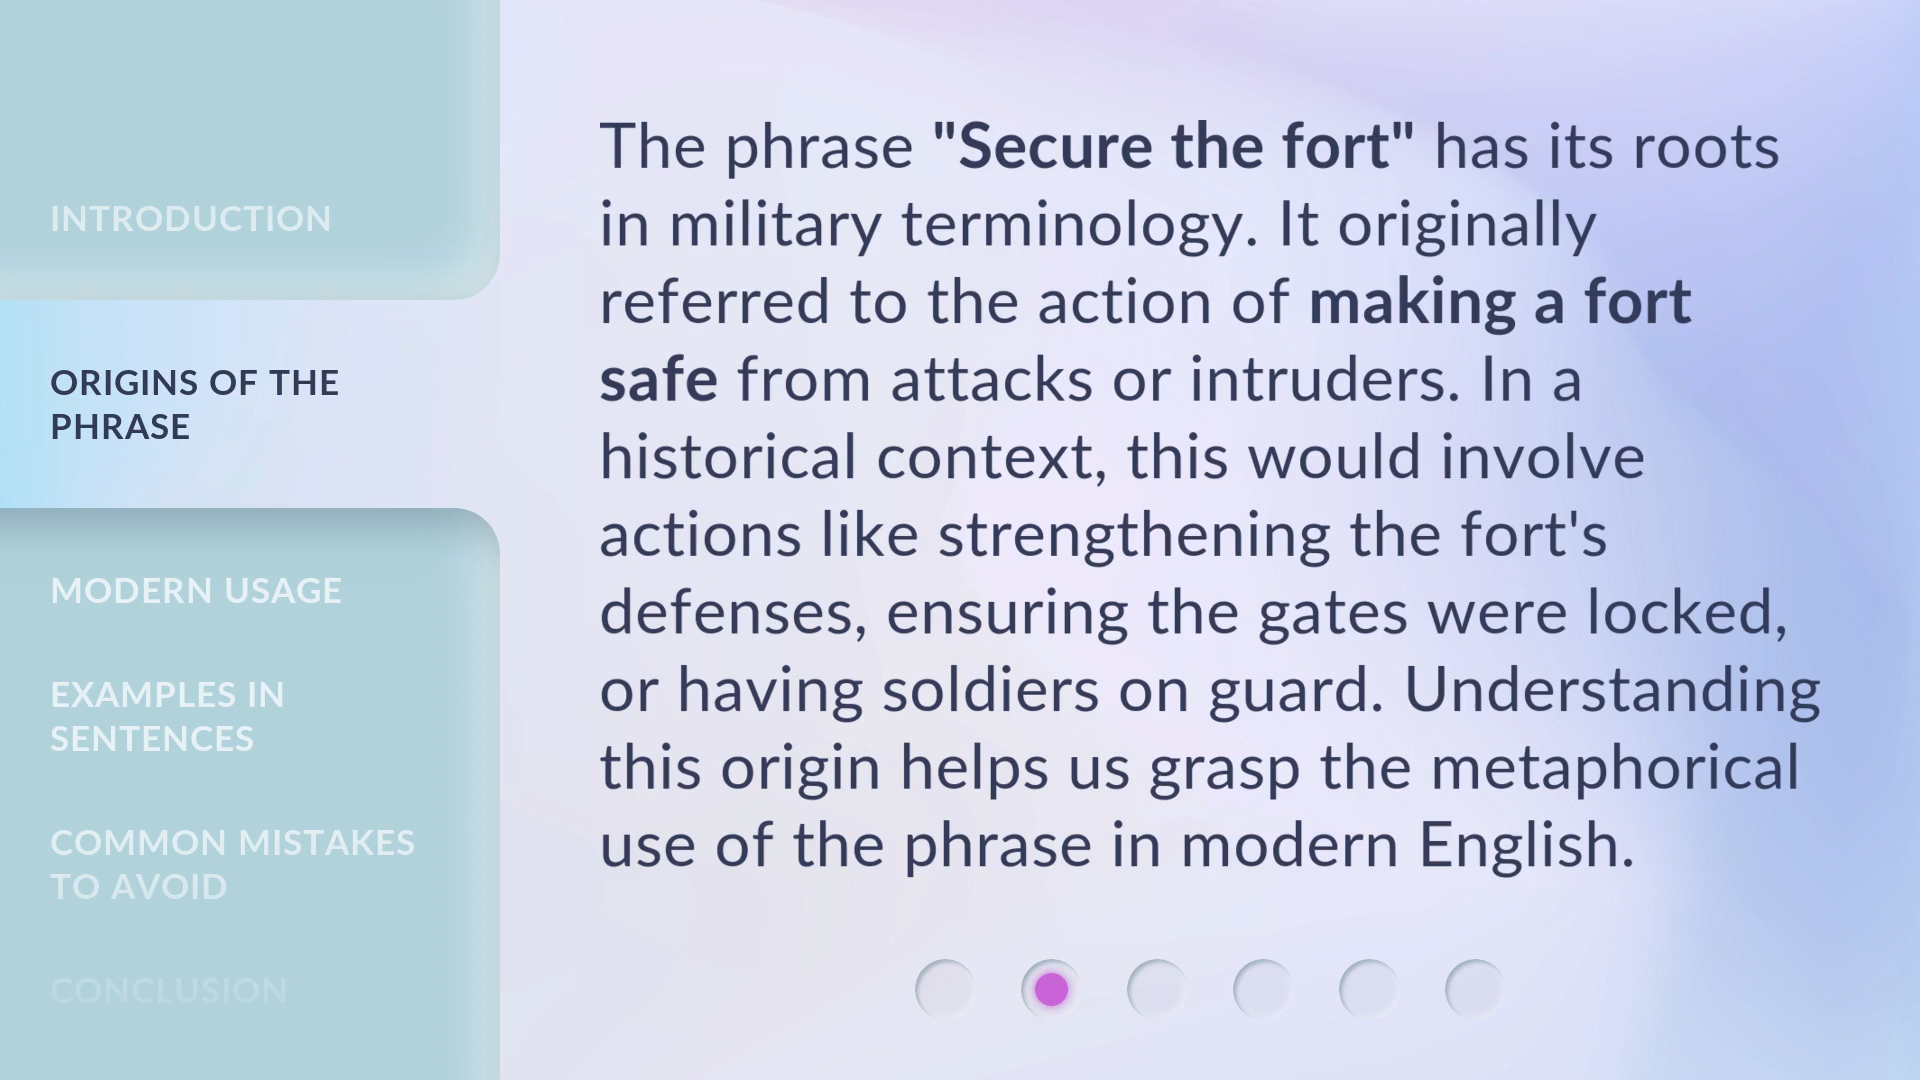 INTRODUCTION
ORIGINS OF THE
PHRASE
MODERN USAGE
EXAMPLES IN
SENTENCES
COMMON MISTAKES
TO AVOID
CONCLUSION
The phrase "Secure the fort" has its roots
in military terminology. It originally
referred to the action of making a fort
safe from attacks or intruders. In a
historical context, this would involve
actions like strengthening the fort's
defenses, ensuring the gates were locked,
or having soldiers on guard. Understanding
this origin helps us grasp the metaphorical
use of the phrase in modern English.